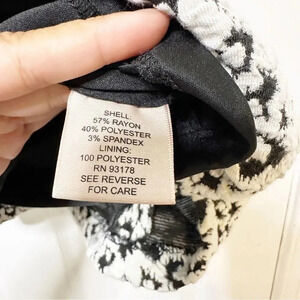 SHELL:
57% RAYON
40% POLYESTER
3% SPANDEX
LINING:
100 POLYESTER
RN 93178
SEE REVERSE
FOR CARE